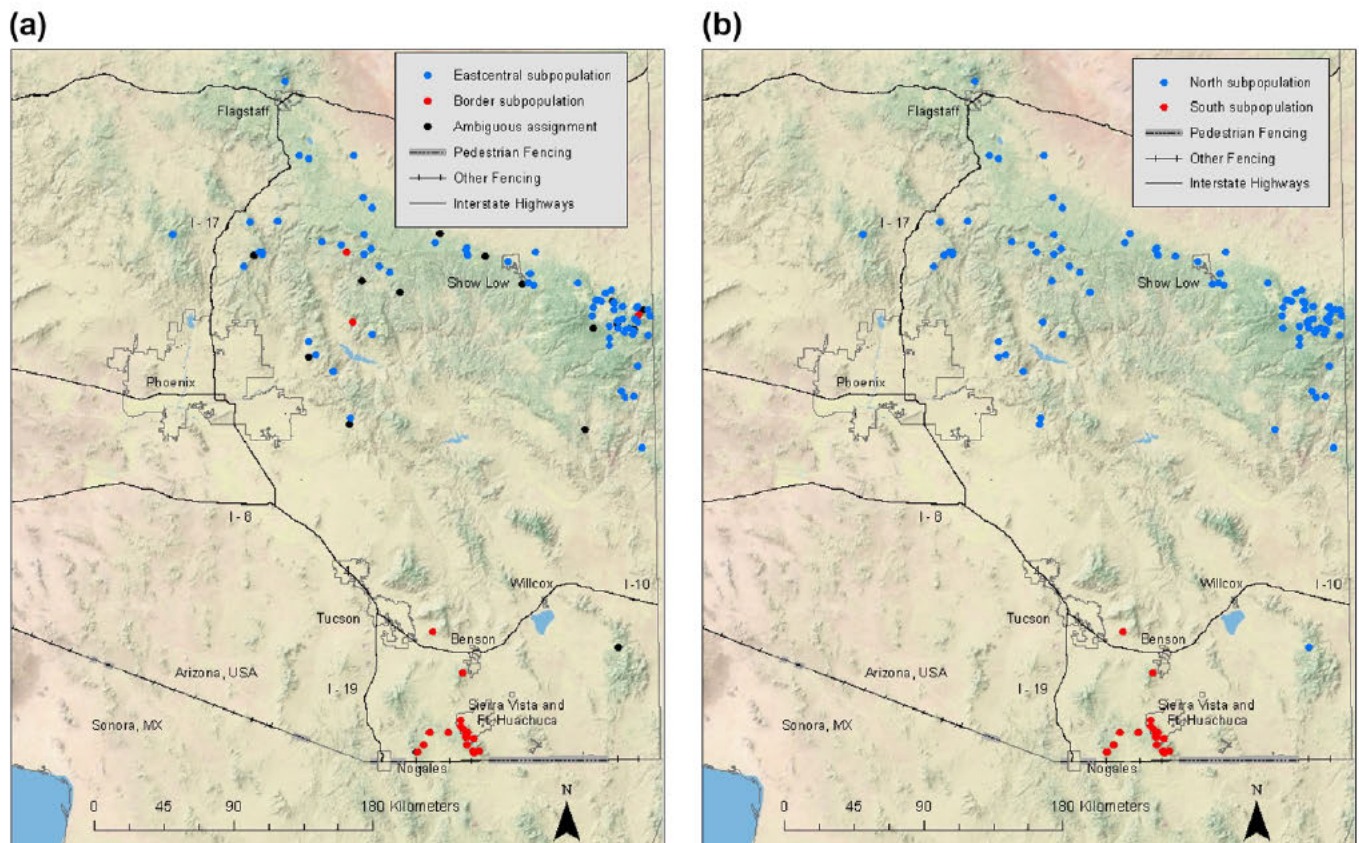 (a)
Eastcentral subpopulation
Border subpopulation
Ambiguous assignment
Pedestrian Fencing
Other Fencing
Interstate Highways
Flagstaff
I - 17
Show Low
Phoenix
I - 8
Willcox
I - 10
Tucson
Benson
Arizona, USA
I - 19
Sierra Vista and
Ft. Huachuca
Sonora, MX
Nogales
N
0 45 90 180 Kilometers
(b)
North subpopulation
South subpopulation
Pedestrian Fencing
Other Fencing
Interstate Highways
Flagstaff
I - 17
Show Low
Phoenix
I - 8
Willcox
I - 10
Tucson
Benson
Arizona, USA
I - 19
Sierra Vista and
Ft. Huachuca
Sonora, MX
Nogales
N
0 45 90 180 Kilometers